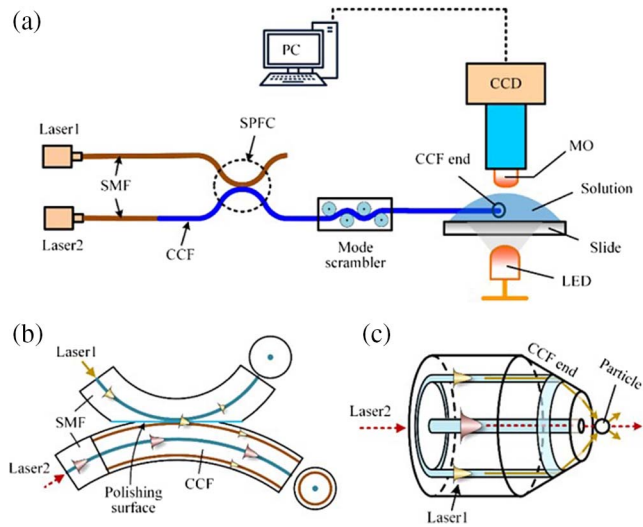 (a)
PC
CCD
Laser1
SPFC
MO
SMF
CCF end
Solution
Laser2
CCF
Mode
scrambler
Slide
LED
(b)
Laser1
SMF
Laser2
CCF
Polishing
surface
(c)
CCF end
Particle
Laser2
Laser1